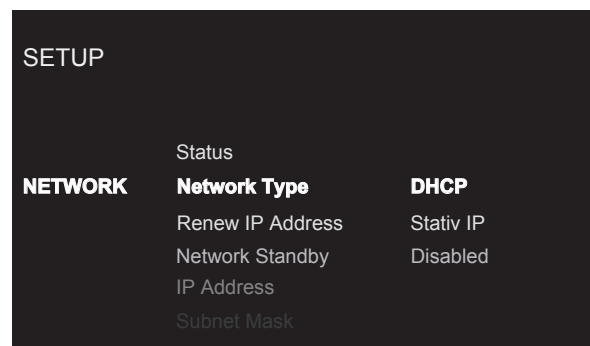 SETUP
Status
NETWORK Network Type DHCP
Renew IP Address Stativ IP
Network Standby Disabled
IP Address
Subnet Mask